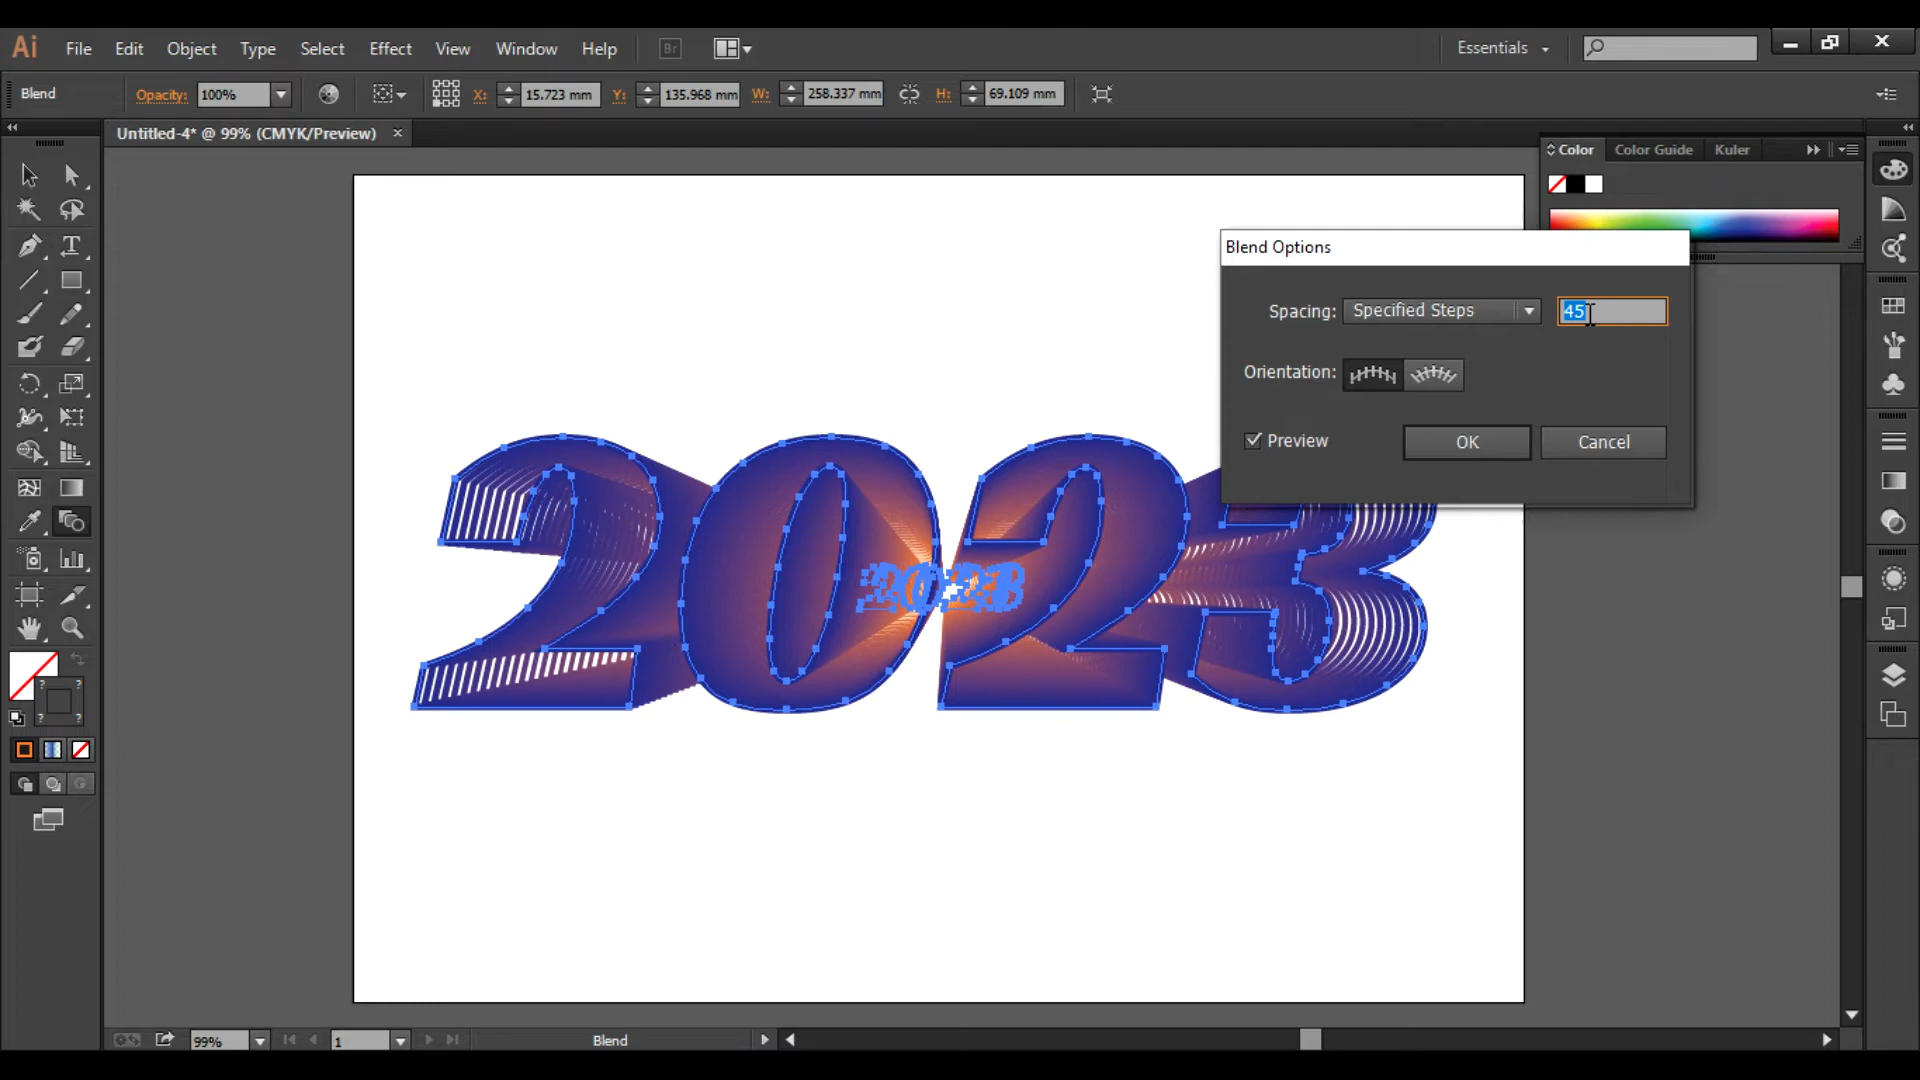 Ai File Edit Object Type Select Effect View Window Help Br Essentials
Blend Opacity: 100% X: 15.723 mm Y: 135.968 mm W: 258.337 mm H: 69.109 mm
Untitled-4* @ 99% (CMYK/Preview) ×
Color Color Guide Kuler
Blend Options
Spacing: Specified Steps 45
Orientation:
Preview OK Cancel
2023
2023
? ?
? ?
99% 1 Blend